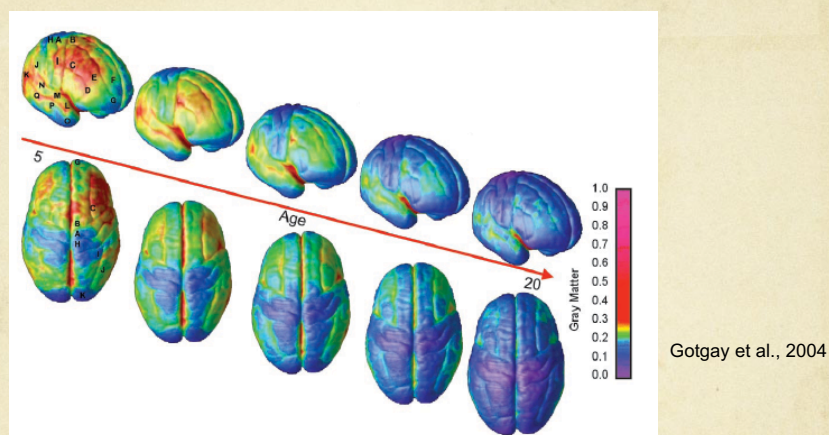 H A B
J I C
K E F
N D
Q M G
P L
O
5
G
C
B
A
H
J
K
Age
20
Gray Matter
1.0
0.9
0.8
0.7
0.6
0.5
0.4
0.3
0.2
0.1
0.0
Gotgay et al., 2004